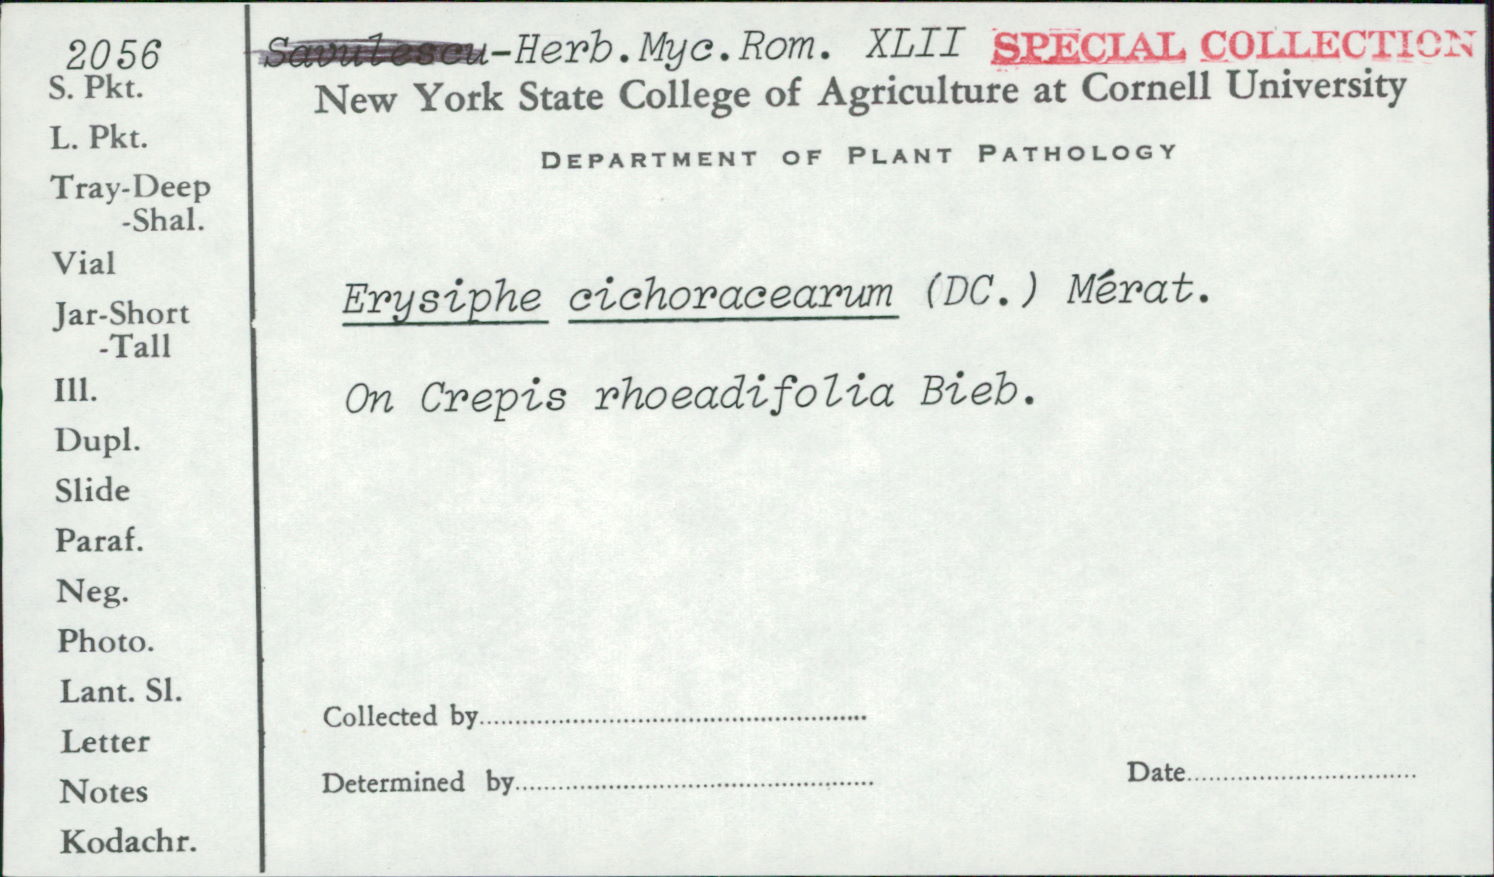 2056
S. Pkt.
L. Pkt.
Tray-Deep
-Shal.
Vial
Jar-Short
-Tall
Ill.
Dupl.
Slide
Paraf.
Neg.
Photo.
Lant. Sl.
Letter
Notes
Kodachr.
Savulescu-Herb.Myc.Rom. XLII SPECIAL COLLECTION
New York State College of Agriculture at Cornell University
DEPARTMENT OF PLANT PATHOLOGY
Erysiphe cichoracearum (DC.) Mérat.
On Crepis rhoeadifolia Bieb.
Collected by
Determined by
Date